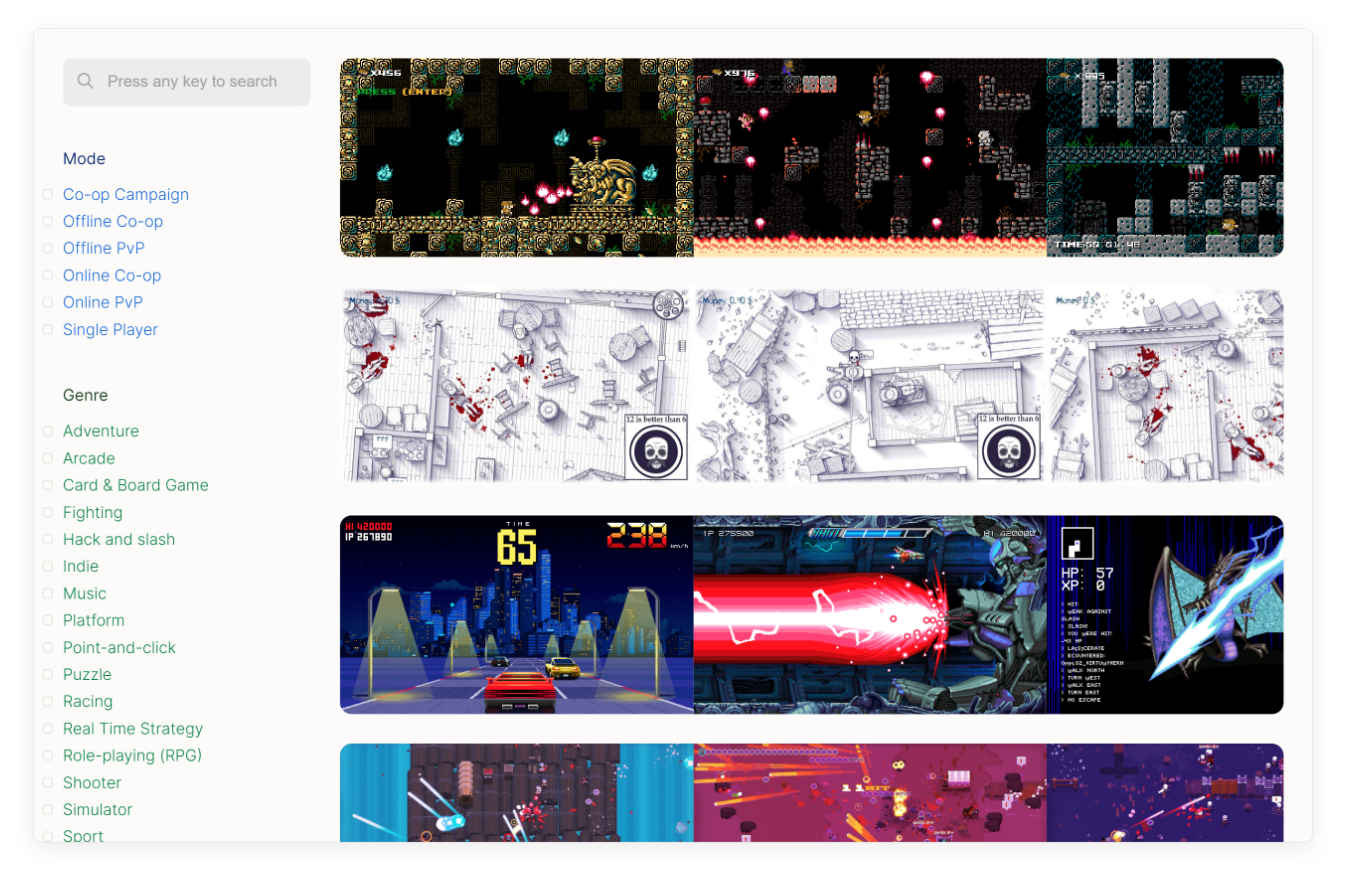 Press any key to search
Mode
Co-op Campaign
Offline Co-op
Offline PvP
Online Co-op
Online PvP
Single Player
Genre
Adventure
Arcade
Card & Board Game
Fighting
Hack and slash
Indie
Music
Platform
Point-and-click
Puzzle
Racing
Real Time Strategy
Role-playing (RPG)
Shooter
Simulator
Sport
X456
PRESS (ENTER)
X976
X995
TIME
12 is better than 6
12 is better than 6
HI 420000
1P 267890
TIME
65
238 km/h
1P 275500
HI 420000
HP: 57
XP: 0
> HIT!
> WEAK AGAINST
SLASH
> SLASH!
> YOU WERE HIT!
-43 HP
> ECOUNTERED:
> WALK NORTH
> TURN WEST
> WALK EAST
> TURN EAST
> NO ESCAPE
11 HIT